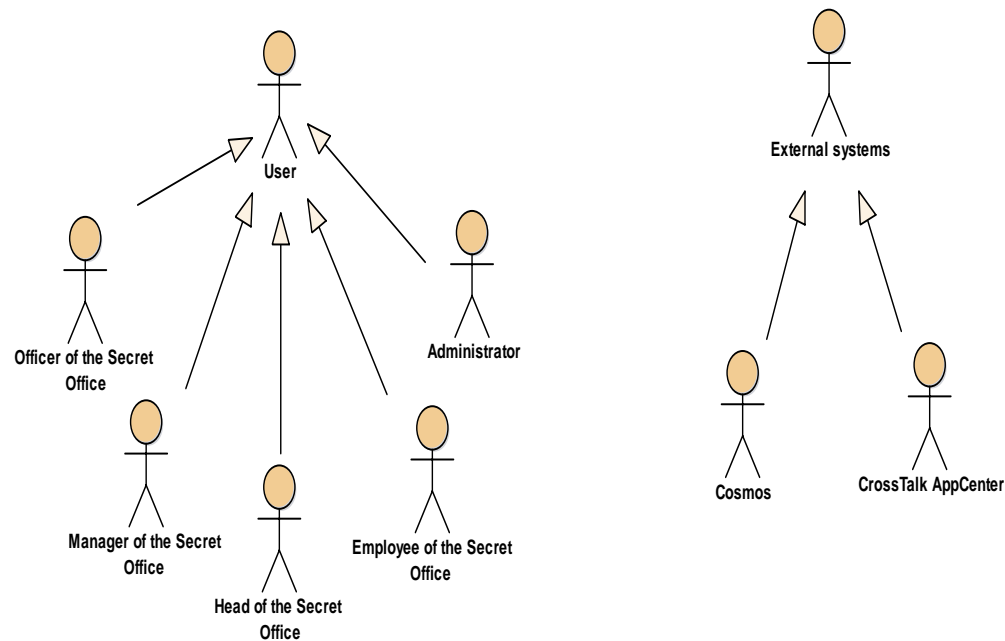 User
External systems
Officer of the Secret
Office
Administrator
Manager of the Secret
Office
Head of the Secret
Office
Employee of the Secret
Office
Cosmos
CrossTalk AppCenter